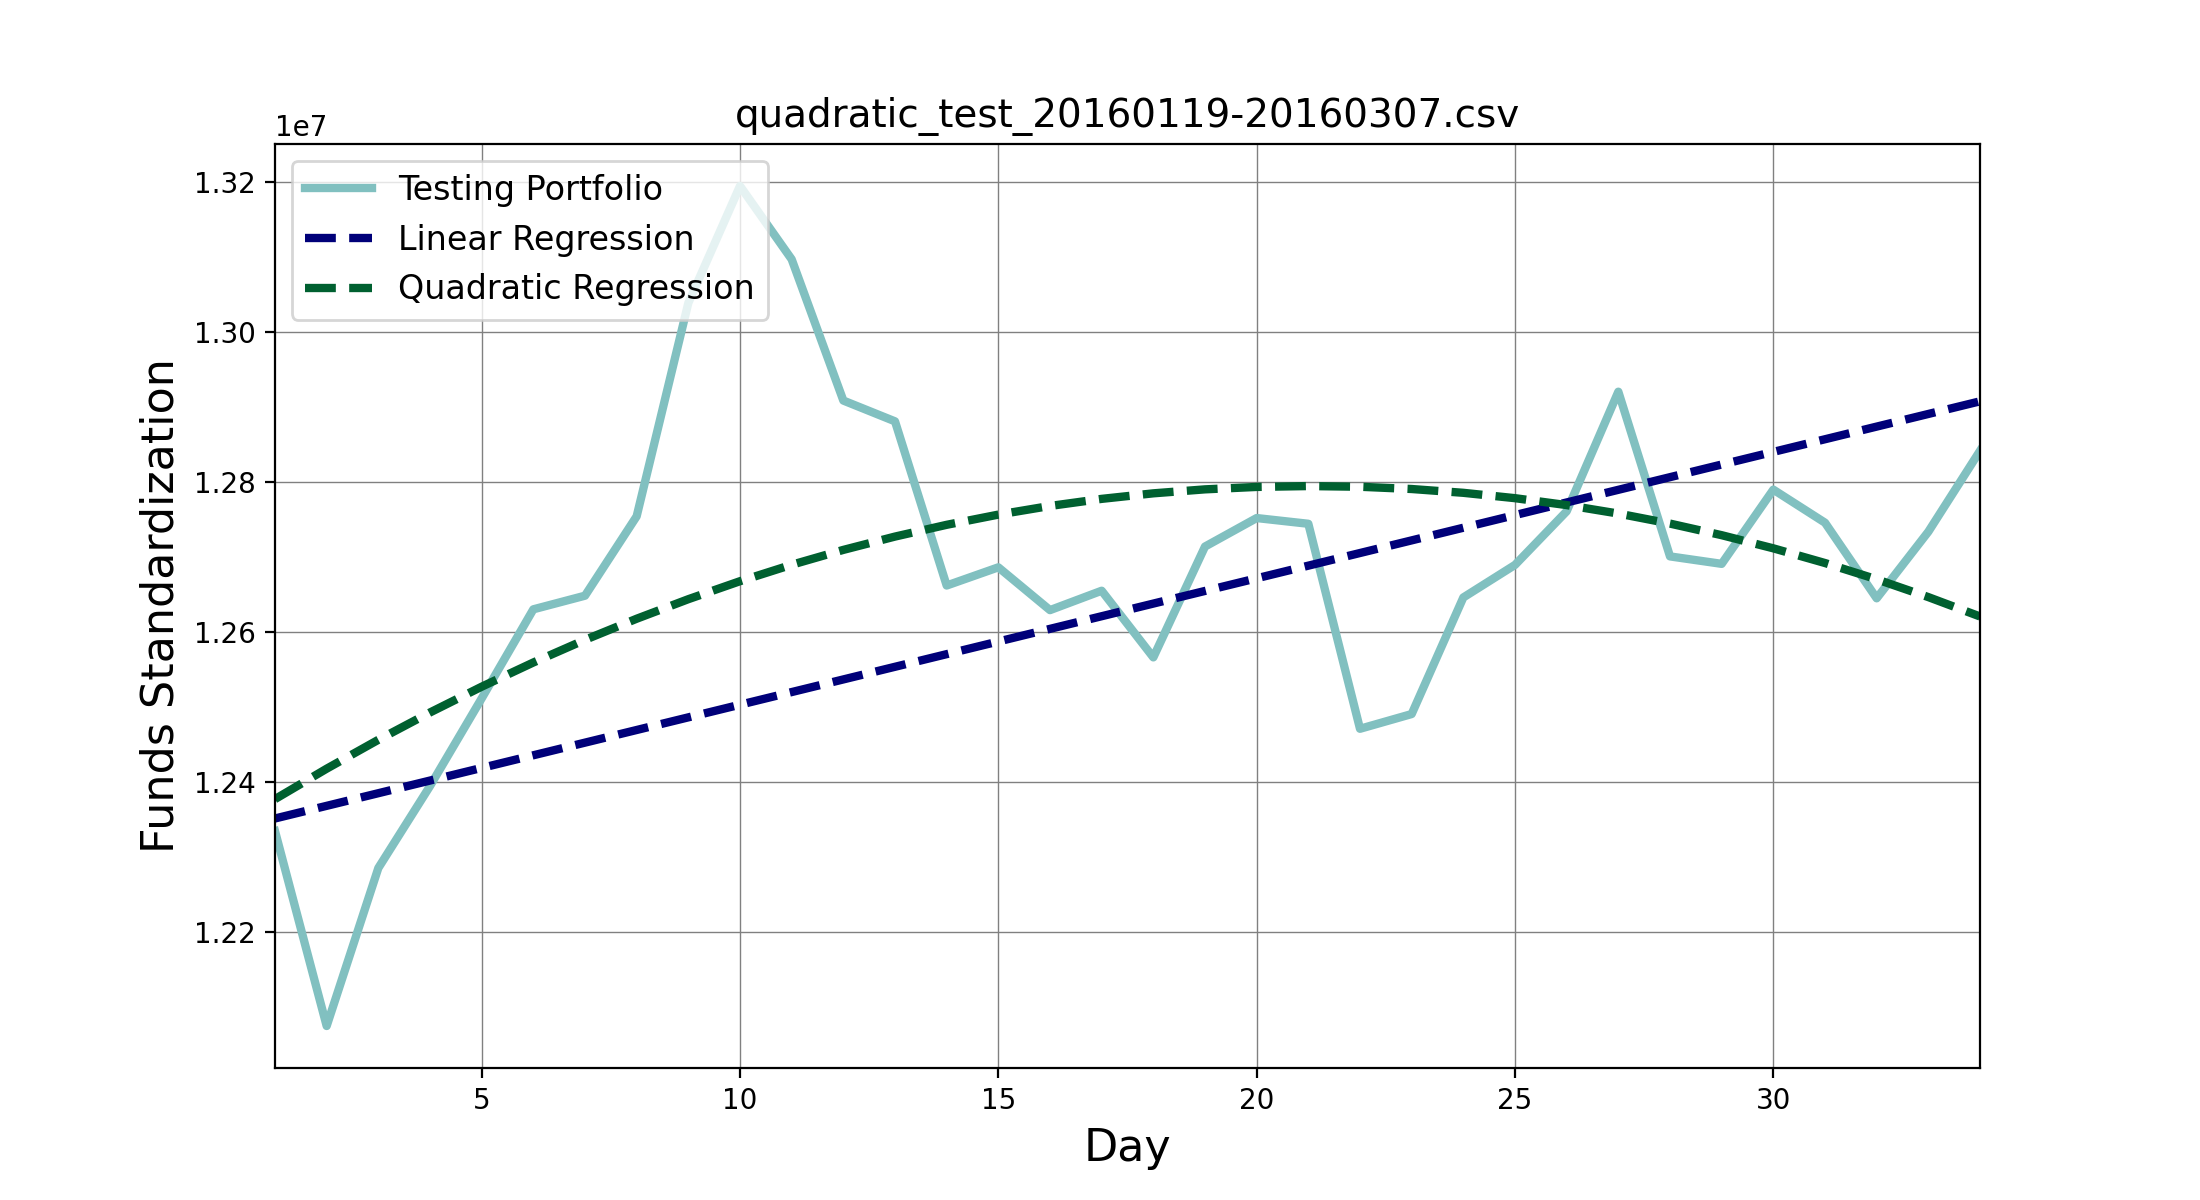 quadratic_test_20160119-20160307.csv
1e7
Testing Portfolio
Linear Regression
Quadratic Regression
1.32
1.30
1.28
1.26
1.24
1.22
Funds Standardization
5 10 15 20 25 30
Day